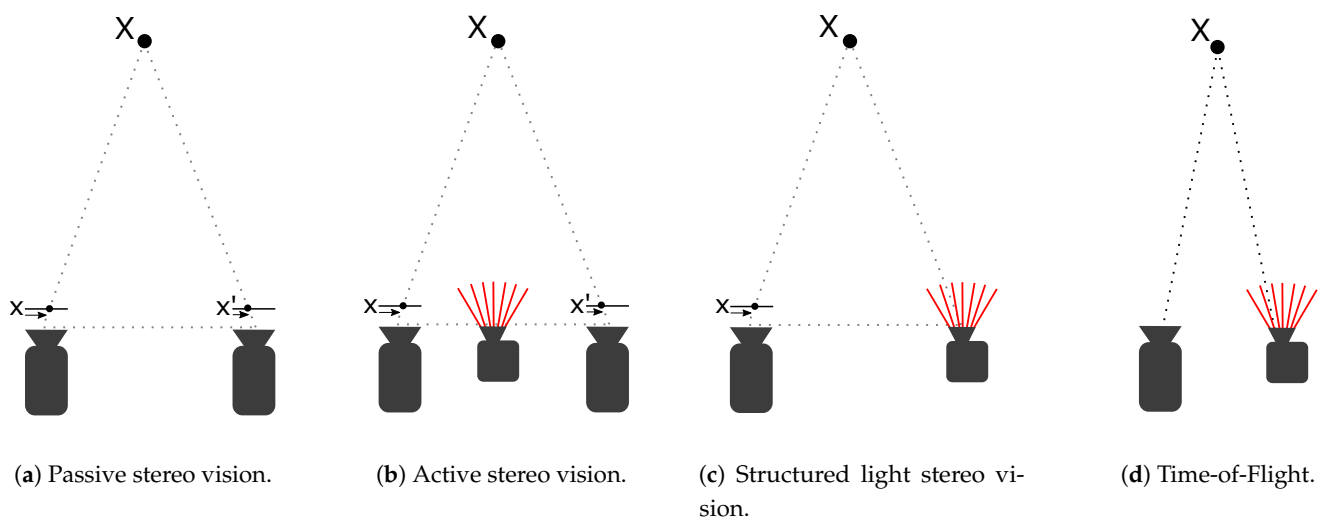 X
X
X
X
x
x'
x
x'
x
(a) Passive stereo vision.
(b) Active stereo vision.
(c) Structured light stereo vi-
sion.
(d) Time-of-Flight.